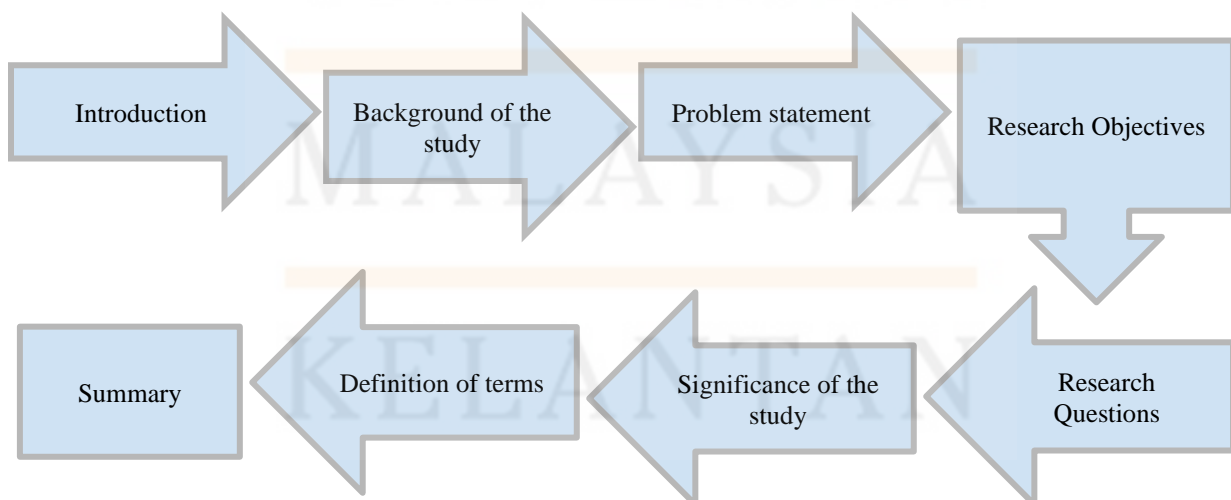 Introduction
Background of the
study
Problem statement
Research Objectives
MALAYSIA
Research
Questions
Significance of the
study
Definition of terms
Summary
KELANTAN